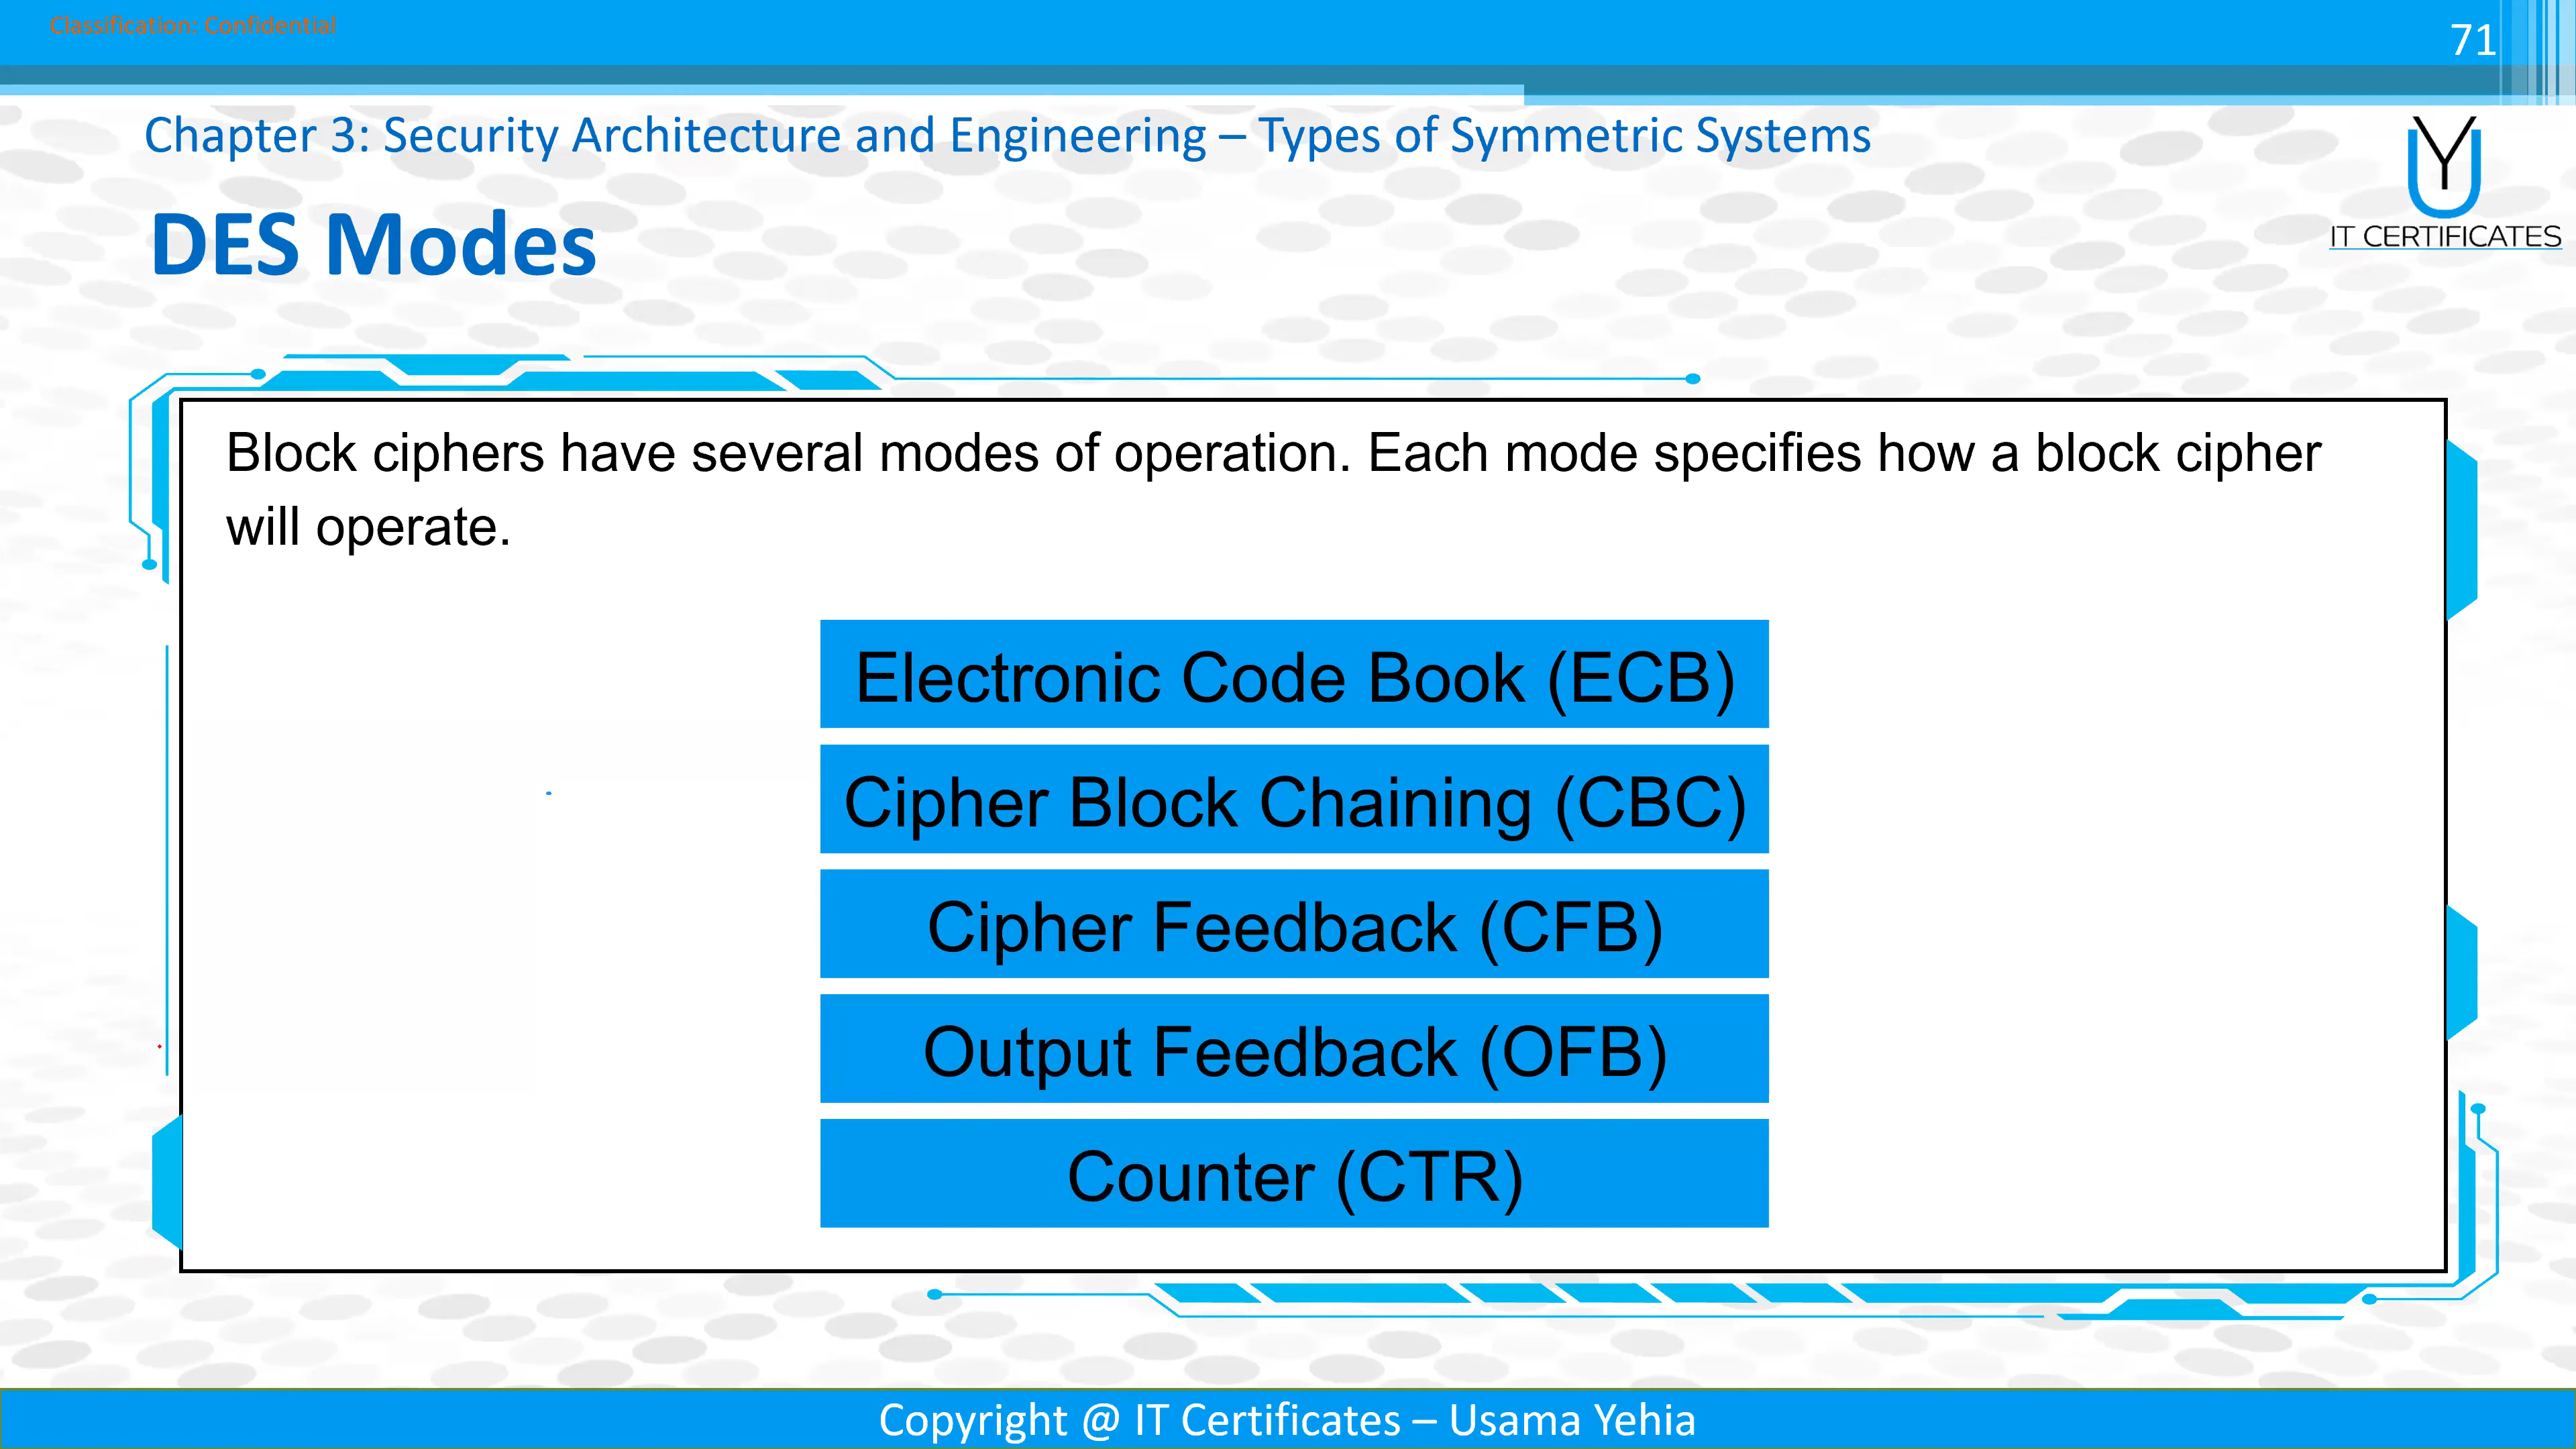 Classification: Confidential
71
Chapter 3: Security Architecture and Engineering – Types of Symmetric Systems
DES Modes
IT CERTIFICATES
Block ciphers have several modes of operation. Each mode specifies how a block cipher
will operate.
Electronic Code Book (ECB)
Cipher Block Chaining (CBC)
Cipher Feedback (CFB)
Output Feedback (OFB)
Counter (CTR)
Copyright @ IT Certificates – Usama Yehia